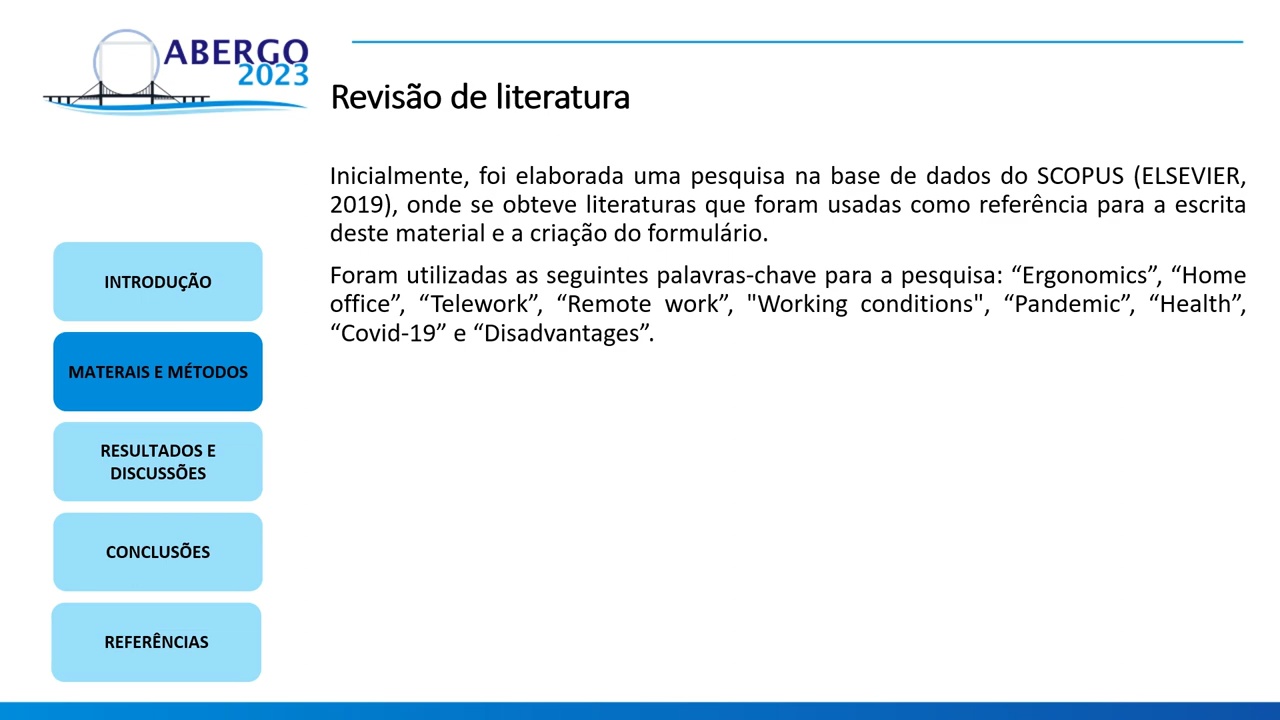 ABERGO
2023
Revisão de literatura
Inicialmente, foi elaborada uma pesquisa na base de dados do SCOPUS (ELSEVIER,
2019), onde se obteve literaturas que foram usadas como referência para a escrita
deste material e a criação do formulário.
Foram utilizadas as seguintes palavras-chave para a pesquisa: “Ergonomics”, “Home
office”, “Telework”, “Remote work”, "Working conditions", “Pandemic”, “Health”,
“Covid-19” e “Disadvantages”.
INTRODUÇÃO
MATERAIS E MÉTODOS
RESULTADOS E
DISCUSSÕES
CONCLUSÕES
REFERÊNCIAS